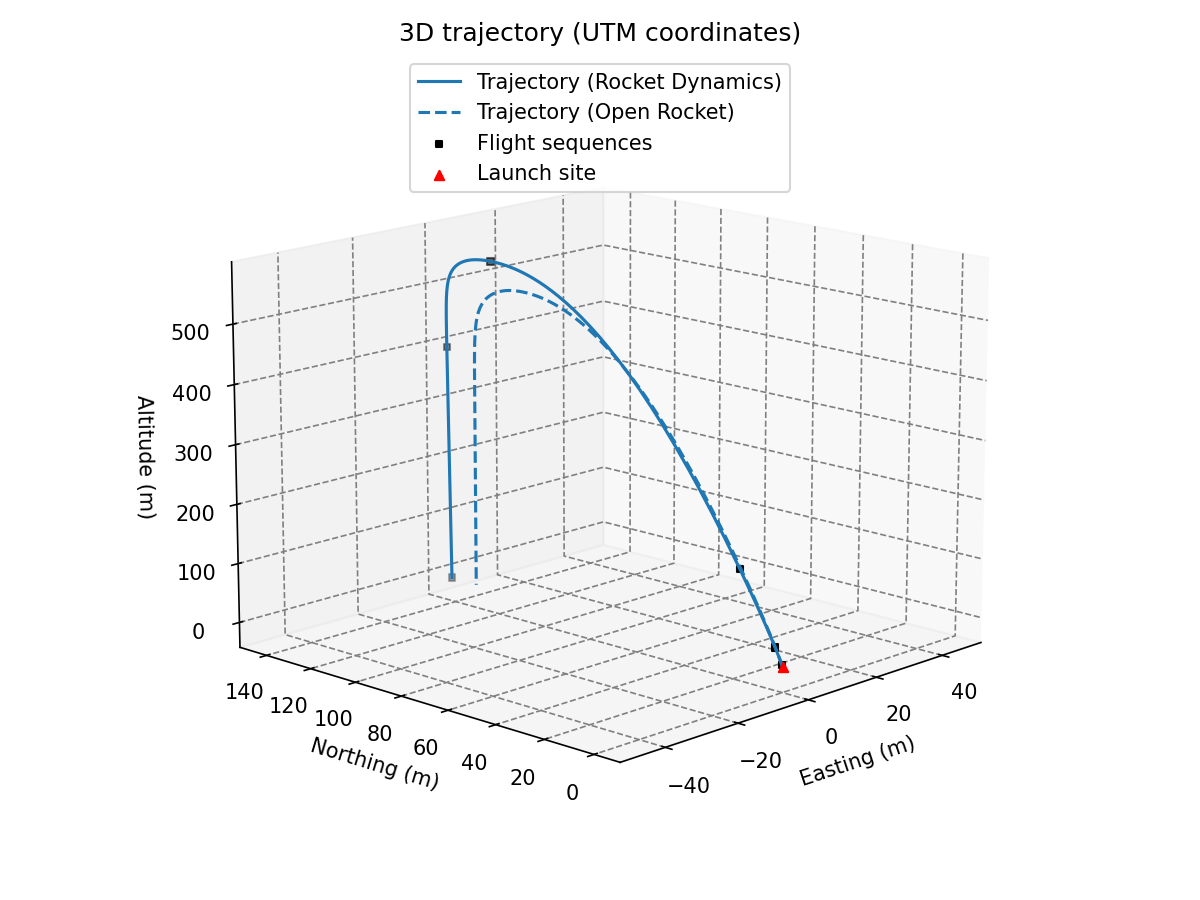 3D trajectory (UTM coordinates)
Trajectory (Rocket Dynamics)
Trajectory (Open Rocket)
Flight sequences
Launch site
500
400
300
200
100
0
Altitude (m)
140
120
100
80
60
40
20
0
Northing (m)
−40
−20
0
20
40
Easting (m)